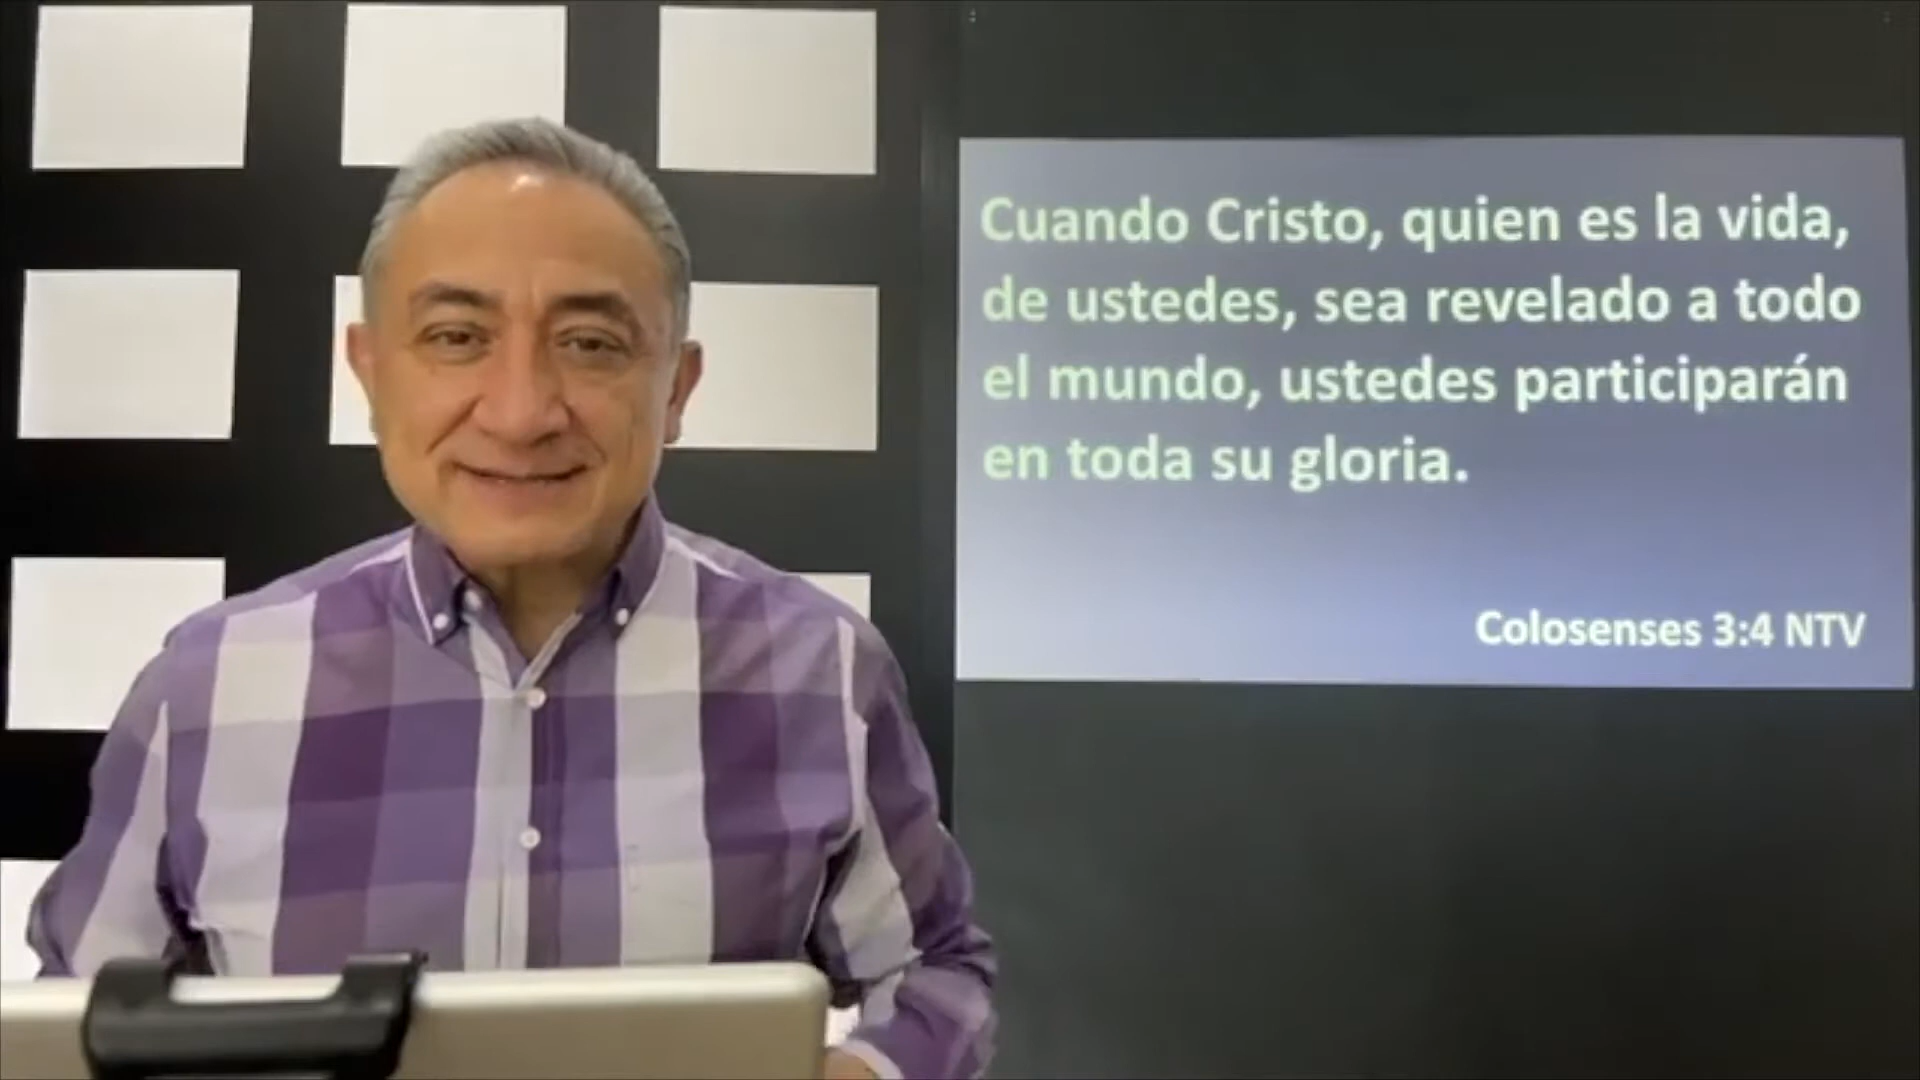 Cuando Cristo, quien es la vida,
de ustedes, sea revelado a todo
el mundo, ustedes participarán
en toda su gloria.
Colosenses 3:4 NTV